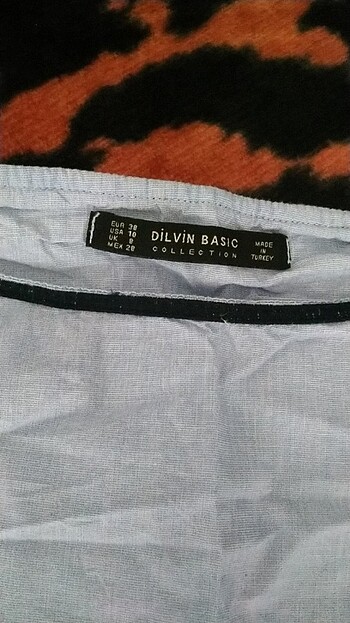 EUR 38
USA 10
UK 8
MEX 28
DİLVİN BASIC
COLLECTION
MADE
IN
TURKEY